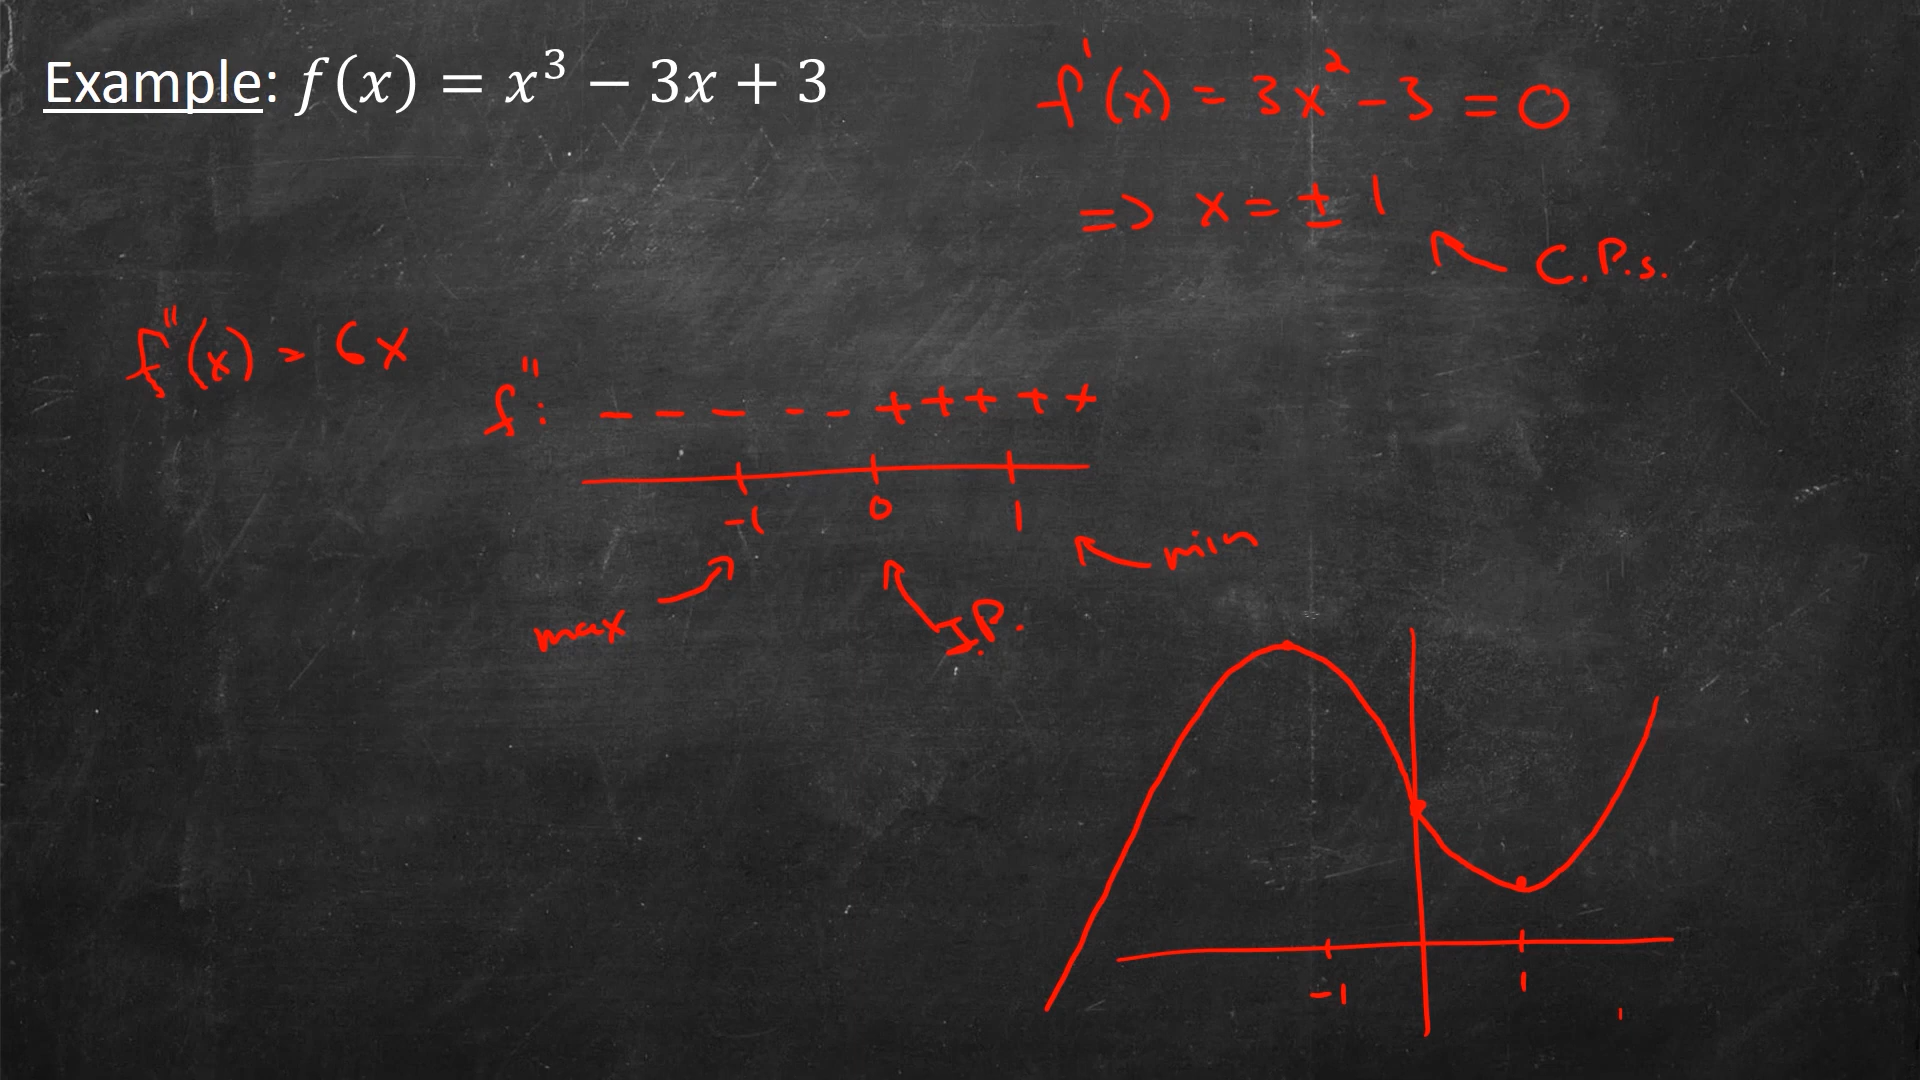 Example: f(x) = x³ − 3x + 3
f'(x) = 3x² - 3 = 0
=> x = ± 1
C.P.s.
f''(x) = 6x
f'': - - - - - + + + + +
-1 0 1
max I.P. min
-1 1